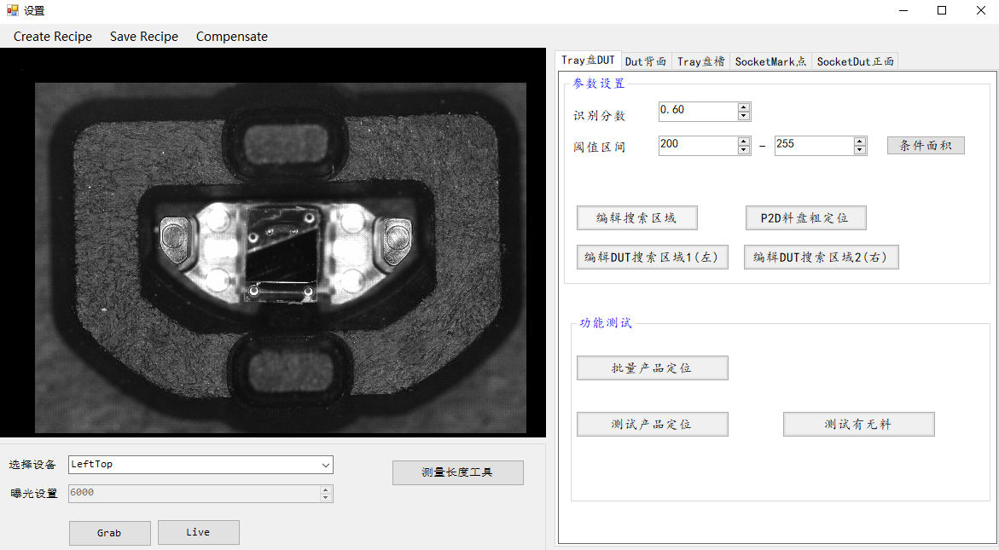 设置
Create Recipe Save Recipe Compensate
Tray盘DUT Dut背面 Tray盘槽 SocketMark点 SocketDut正面
参数设置
识别分数 0.60
阈值区间 200 - 255 条件面积
编辑搜索区域 P2D料盘粗定位
编辑DUT搜索区域1(左) 编辑DUT搜索区域2(右)
功能测试
批量产品定位
测试产品定位 测试有无料
选择设备 LeftTop 测量长度工具
曝光设置 6000
Grab Live